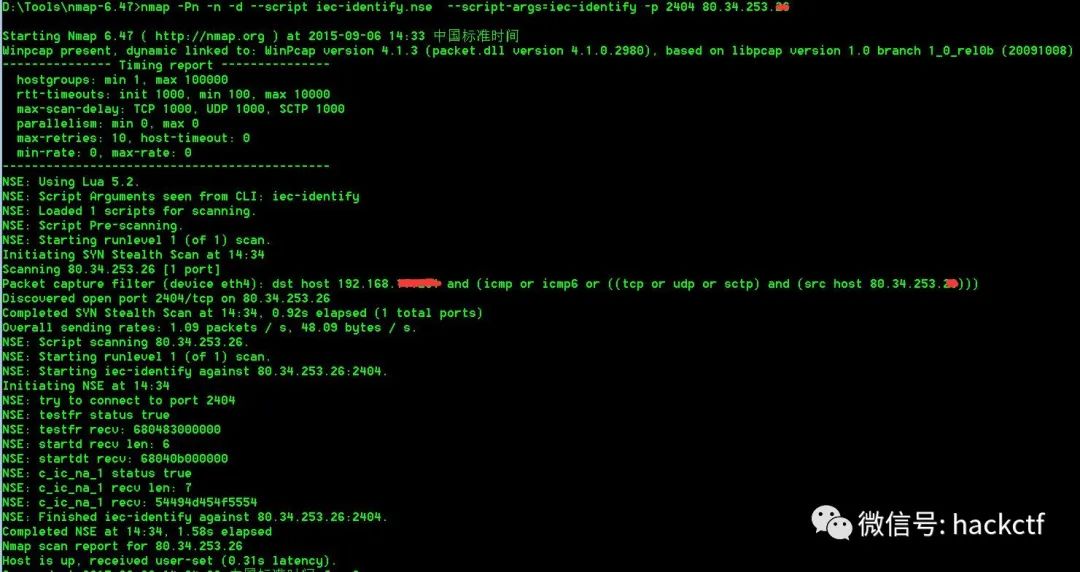 D:\Tools\nmap-6.47>nmap -Pn -n -d --script iec-identify.nse  --script-args=iec-identify -p 2404 80.34.253.
Starting Nmap 6.47 ( http://nmap.org ) at 2015-09-06 14:33 中国标准时间
Winpcap present, dynamic linked to: WinPcap version 4.1.3 (packet.dll version 4.1.0.2980), based on libpcap version 1.0 branch 1_0_rel0b (20091008)
--------------- Timing report ---------------
  hostgroups: min 1, max 100000
  rtt-timeouts: init 1000, min 100, max 10000
  max-scan-delay: TCP 1000, UDP 1000, SCTP 1000
  parallelism: min 0, max 0
  max-retries: 10, host-timeout: 0
  min-rate: 0, max-rate: 0
---------------------------------------------
NSE: Using Lua 5.2.
NSE: Script Arguments seen from CLI: iec-identify
NSE: Loaded 1 scripts for scanning.
NSE: Script Pre-scanning.
NSE: Starting runlevel 1 (of 1) scan.
Initiating SYN Stealth Scan at 14:34
Scanning 80.34.253.26 [1 port]
Packet capture filter (device eth4): dst host 192.168. and (icmp or icmp6 or ((tcp or udp or sctp) and (src host 80.34.253.)))
Discovered open port 2404/tcp on 80.34.253.26
Completed SYN Stealth Scan at 14:34, 0.92s elapsed (1 total ports)
Overall sending rates: 1.09 packets / s, 48.09 bytes / s.
NSE: Script scanning 80.34.253.26.
NSE: Starting runlevel 1 (of 1) scan.
NSE: Starting iec-identify against 80.34.253.26:2404.
Initiating NSE at 14:34
NSE: try to connect to port 2404
NSE: testfr status true
NSE: testfr recv: 680483000000
NSE: startd recv len: 6
NSE: startdt recv: 68040b000000
NSE: c_ic_na_1 status true
NSE: c_ic_na_1 recv len: 7
NSE: c_ic_na_1 recv: 54494d454f5554
NSE: Finished iec-identify against 80.34.253.26:2404.
Completed NSE at 14:34, 1.58s elapsed
Nmap scan report for 80.34.253.26
Host is up, received user-set (0.31s latency).
微信号: hackctf